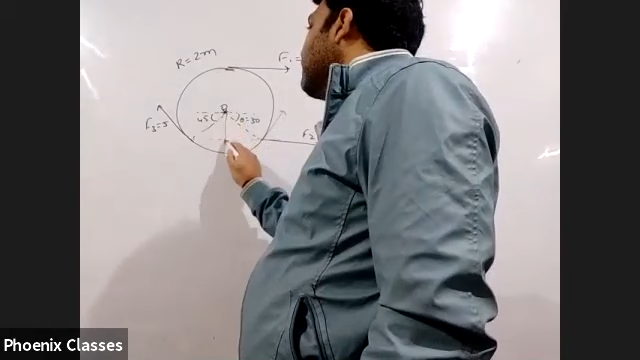 R = 2m
F₁ =
F₃ = 5
45
θ = 30
F₂
Phoenix Classes